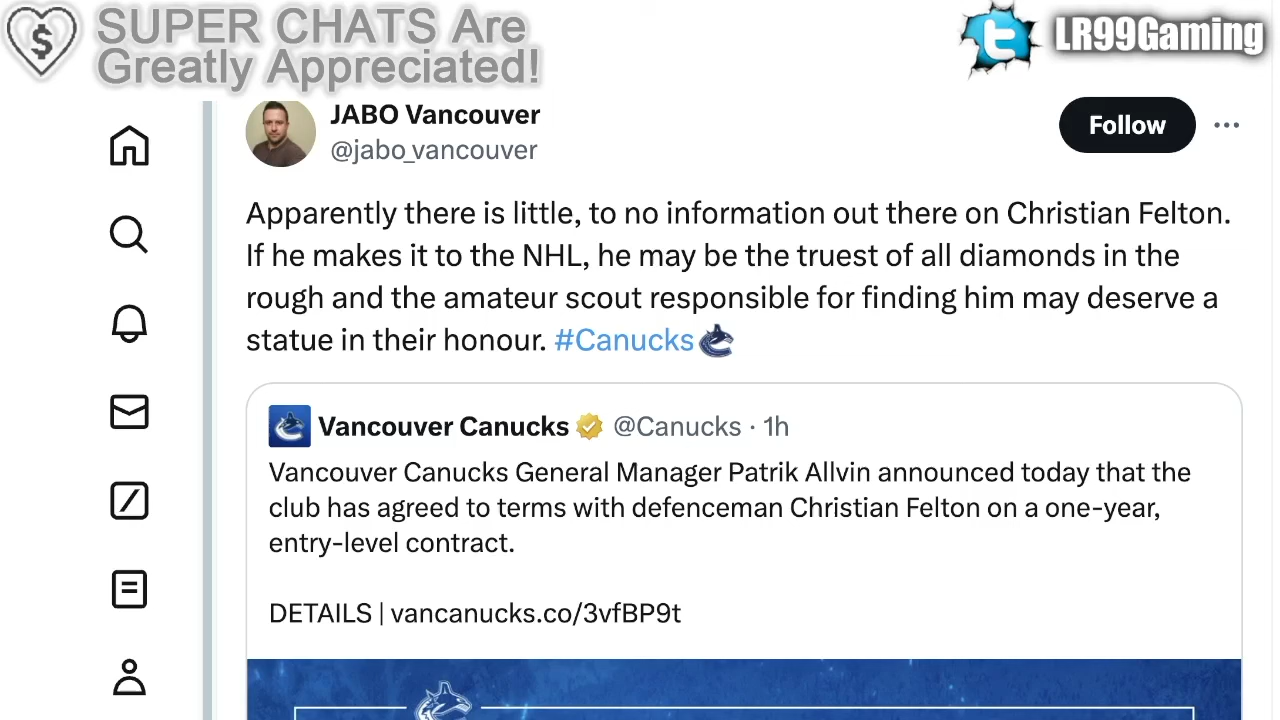 SUPER CHATS Are
Greatly Appreciated!
LR99Gaming
JABO Vancouver
@jabo_vancouver
Follow
Apparently there is little, to no information out there on Christian Felton.
If he makes it to the NHL, he may be the truest of all diamonds in the
rough and the amateur scout responsible for finding him may deserve a
statue in their honour. #Canucks
Vancouver Canucks @Canucks · 1h
Vancouver Canucks General Manager Patrik Allvin announced today that the
club has agreed to terms with defenceman Christian Felton on a one-year,
entry-level contract.
DETAILS | vancanucks.co/3vfBP9t